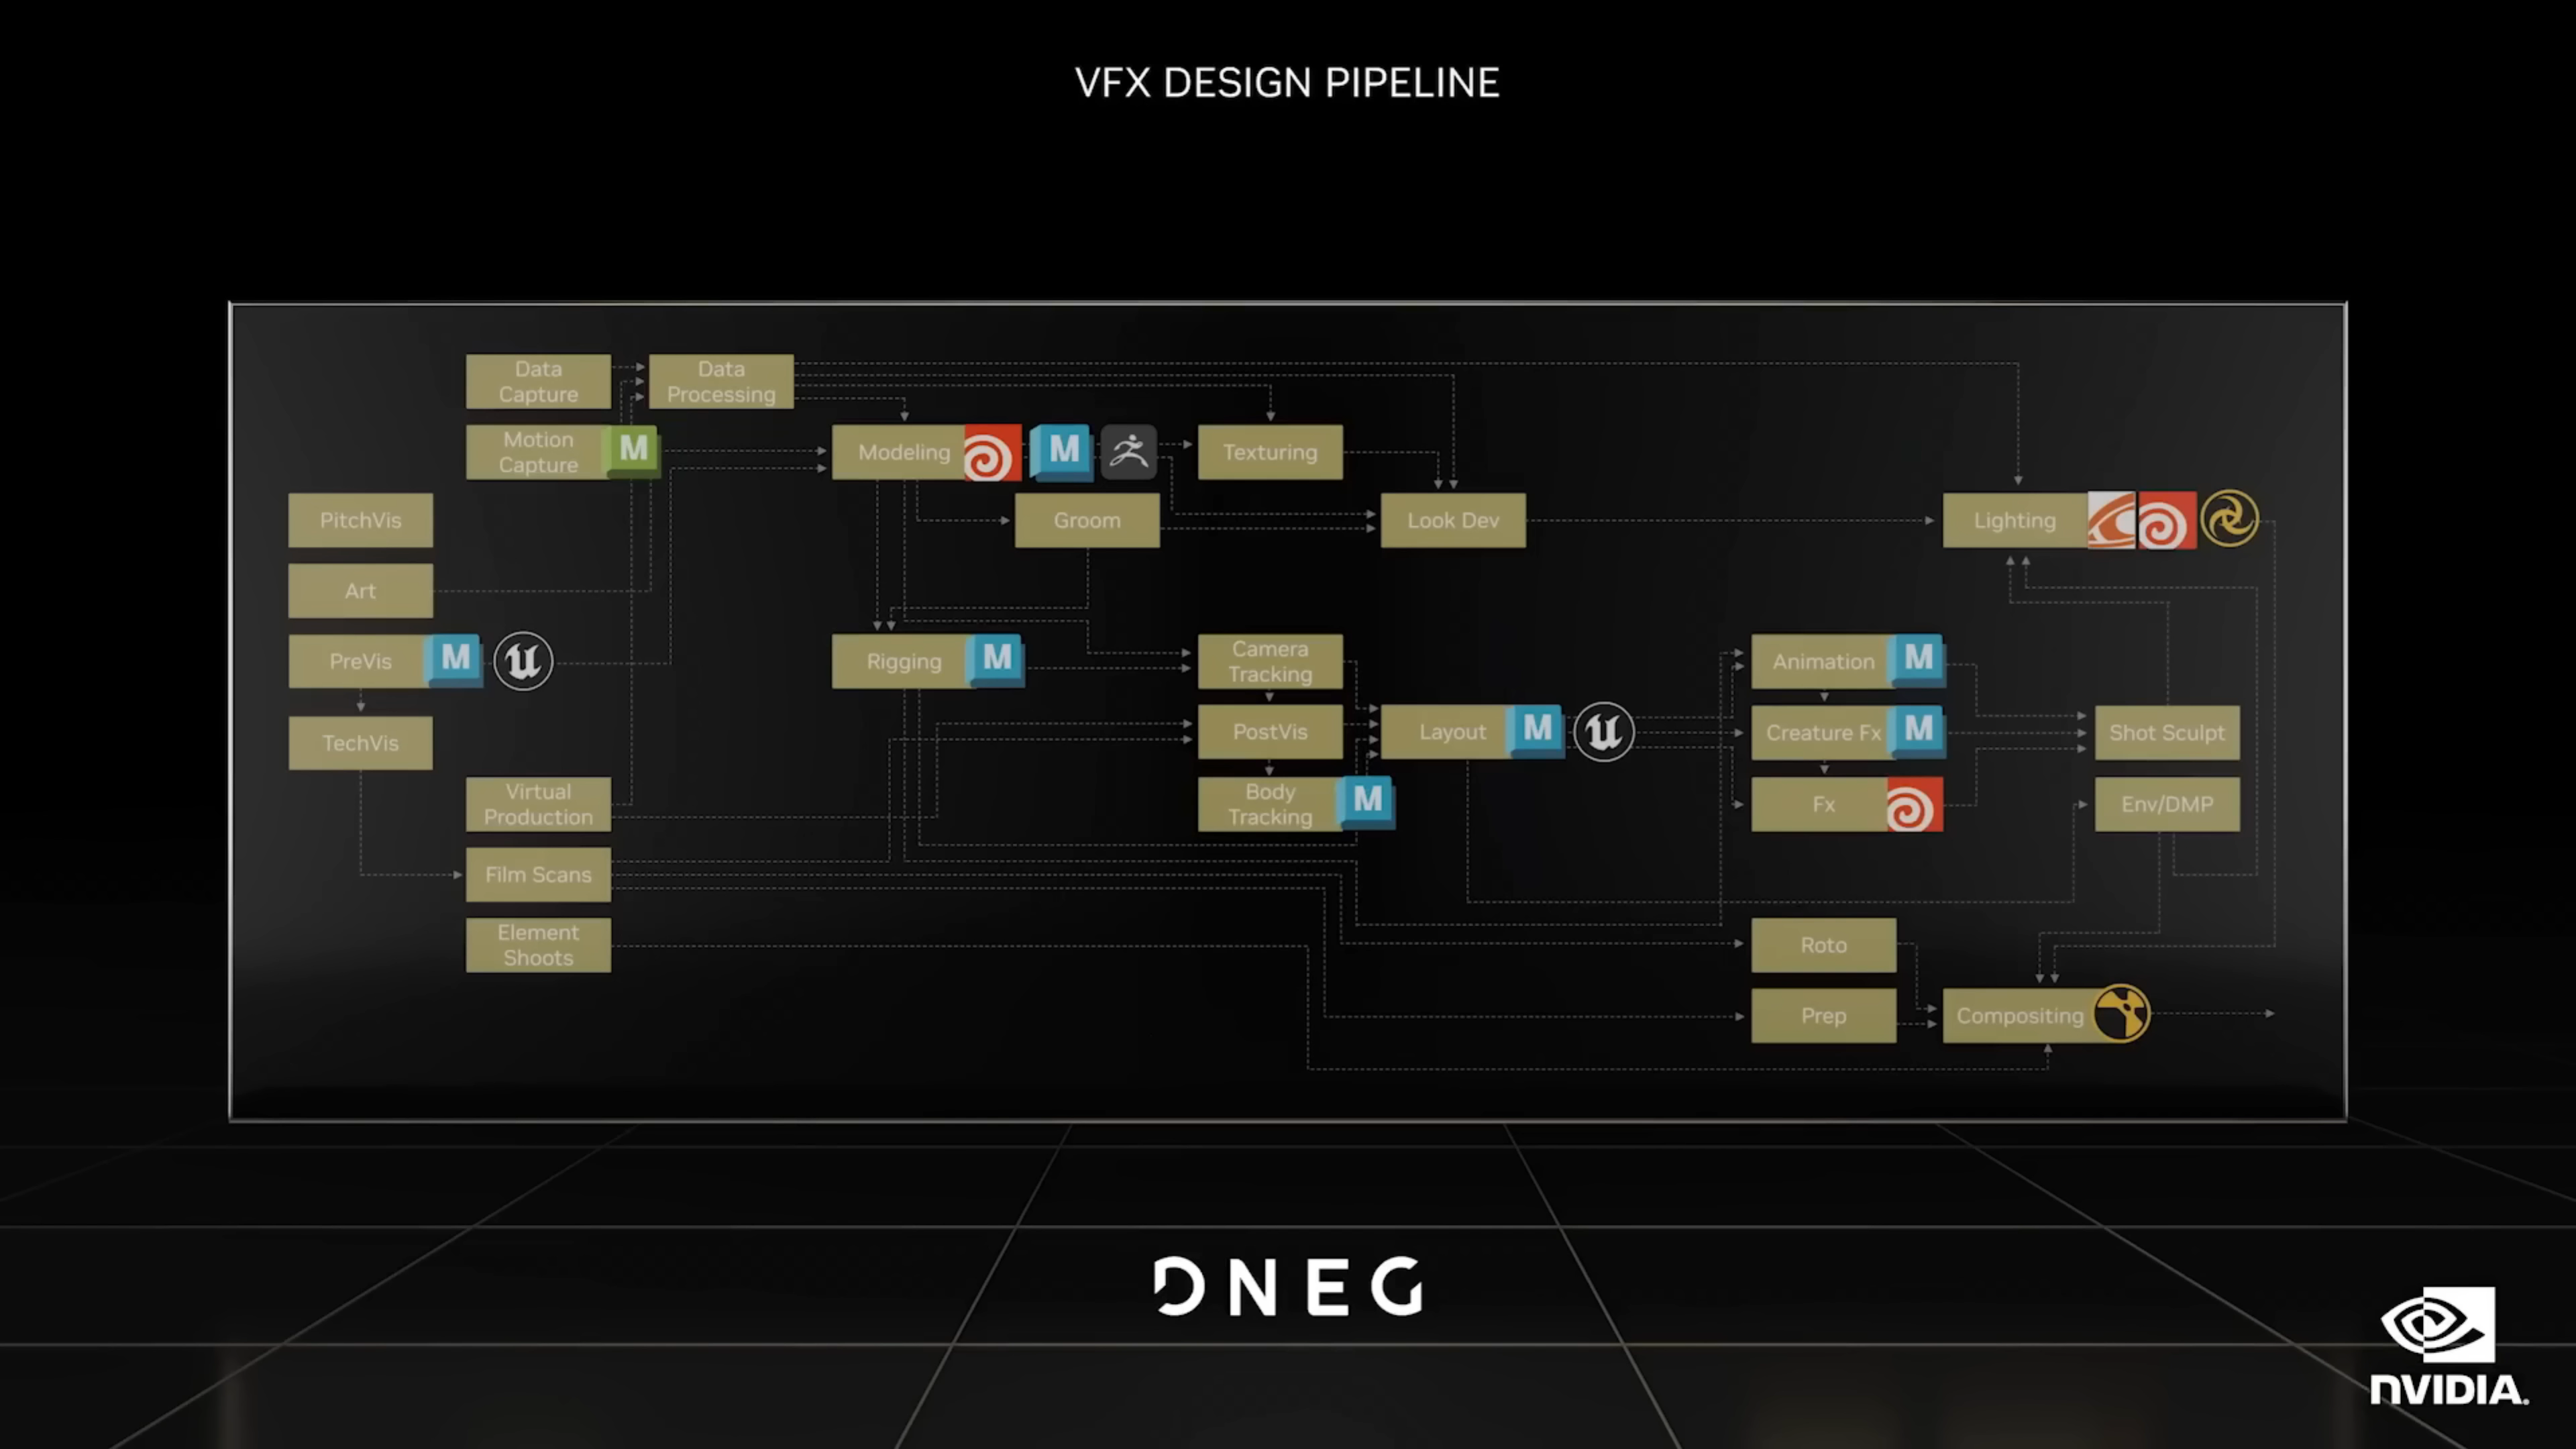 VFX DESIGN PIPELINE
Data
Capture
Data
Processing
Motion
Capture
M
Modeling
M
Texturing
PitchVis
Groom
Look Dev
Lighting
Art
PreVis
M
Rigging
M
Camera
Tracking
Animation
M
TechVis
PostVis
Layout
M
Creature Fx
M
Shot Sculpt
Virtual
Production
Body
Tracking
M
Fx
Env/DMP
Film Scans
Element
Shoots
Roto
Prep
Compositing
DNEG
NVIDIA.